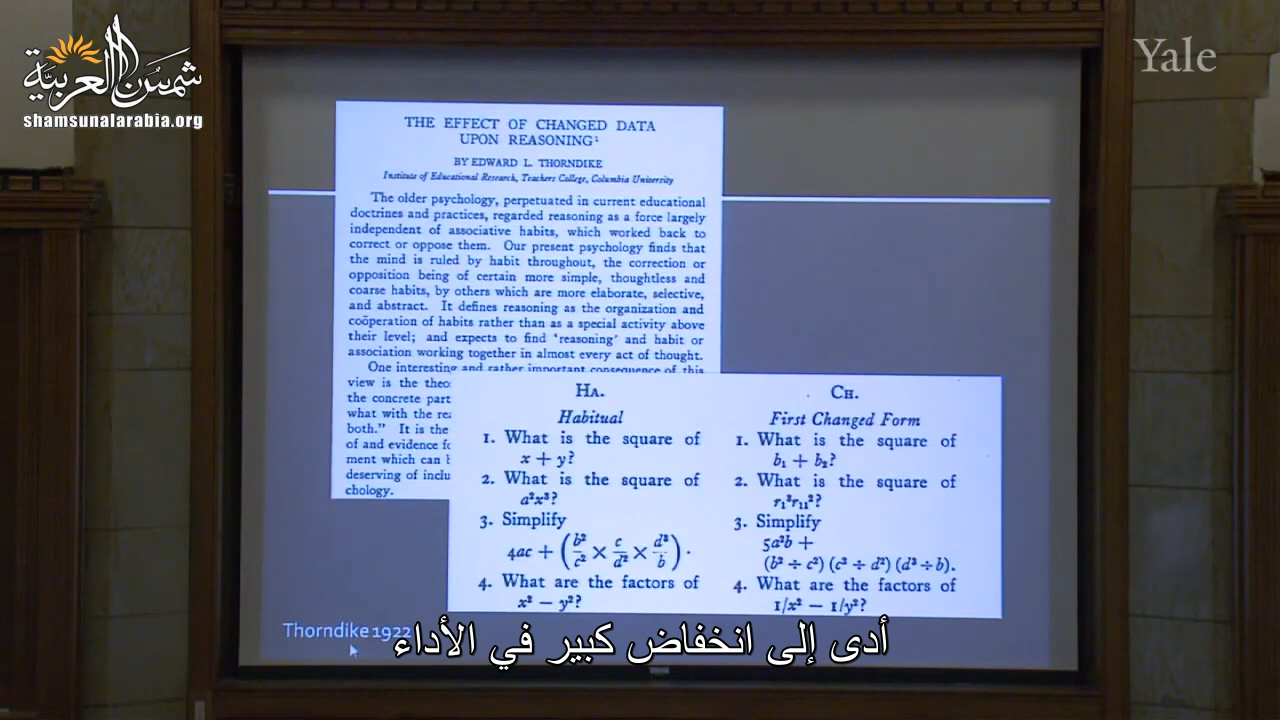 شمس العربية
shamsunalarabia.org
Yale
THE EFFECT OF CHANGED DATA
UPON REASONING¹
BY EDWARD L. THORNDIKE
Institute of Educational Research, Teachers College, Columbia University
The older psychology, perpetuated in current educational
doctrines and practices, regarded reasoning as a force largely
independent of associative habits, which worked back to
correct or oppose them. Our present psychology finds that
the mind is ruled by habit throughout, the correction or
opposition being of certain more simple, thoughtless and
coarse habits, by others which are more elaborate, selective,
and abstract. It defines reasoning as the organization and
coöperation of habits rather than as a special activity above
their level; and expects to find 'reasoning' and habit or
association working together in almost every act of thought.
One interesting and rather important consequence of this
view is the theo
the concrete part
what with the re
both." It is the
of and evidence fo
ment which can
deserving of inclu
chology.
HA.
Habitual
1. What is the square of
x + y?
2. What is the square of
a²x³?
3. Simplify
4ac + (b²/c² × c/d² × d³/b).
4. What are the factors of
x² − y²?
CH.
First Changed Form
1. What is the square of
b₁ + b₂?
2. What is the square of
r₁²r₁₁²?
3. Simplify
5a²b +
(b² ÷ c²) (c² ÷ d²) (d³ ÷ b).
4. What are the factors of
1/x² − 1/y²?
Thorndike 1922
أدى إلى انخفاض كبير في الأداء